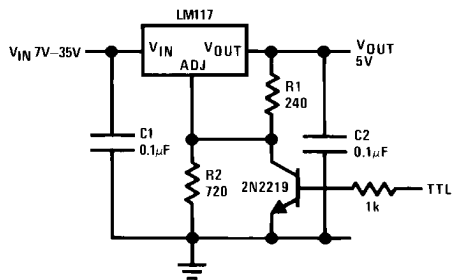 LM117
V_IN 7V–35V
V_IN
V_OUT
ADJ
V_OUT
5V
R1
240
C1
0.1μF
C2
0.1μF
R2
720
2N2219
1k
TTL